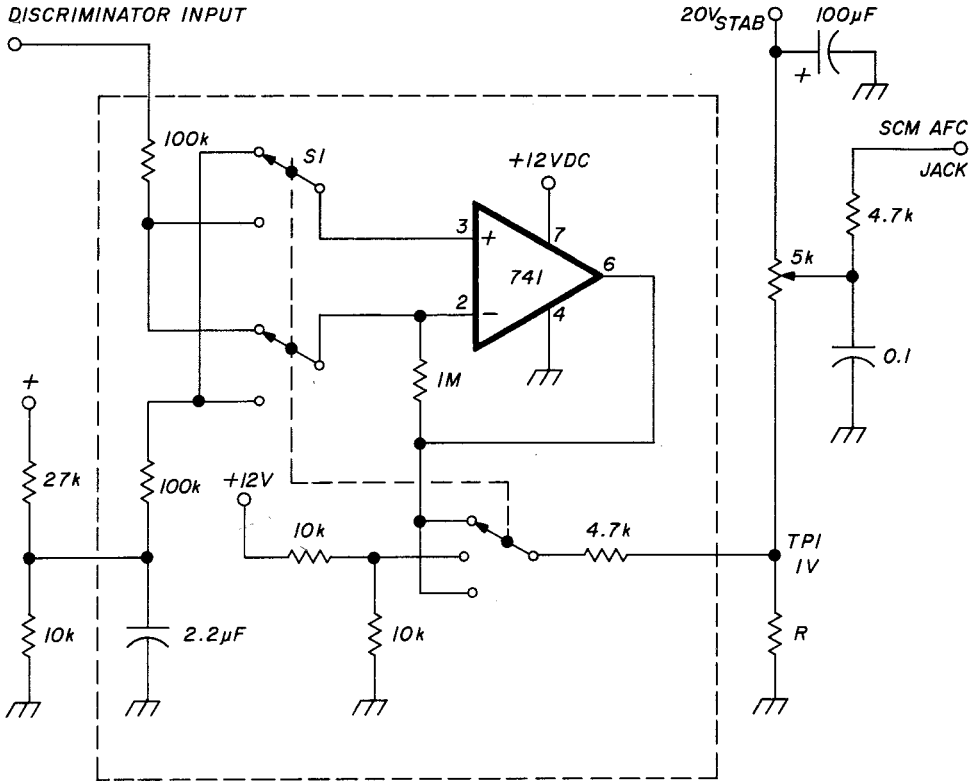 DISCRIMINATOR INPUT
20V STAB
100µF
+
SCM AFC
JACK
100k
S1
+12VDC
4.7k
3
+
7
741
6
5k
2
−
4
0.1
1M
+
27k
100k
+12V
10k
4.7k
TP1
1V
10k
2.2µF
10k
R